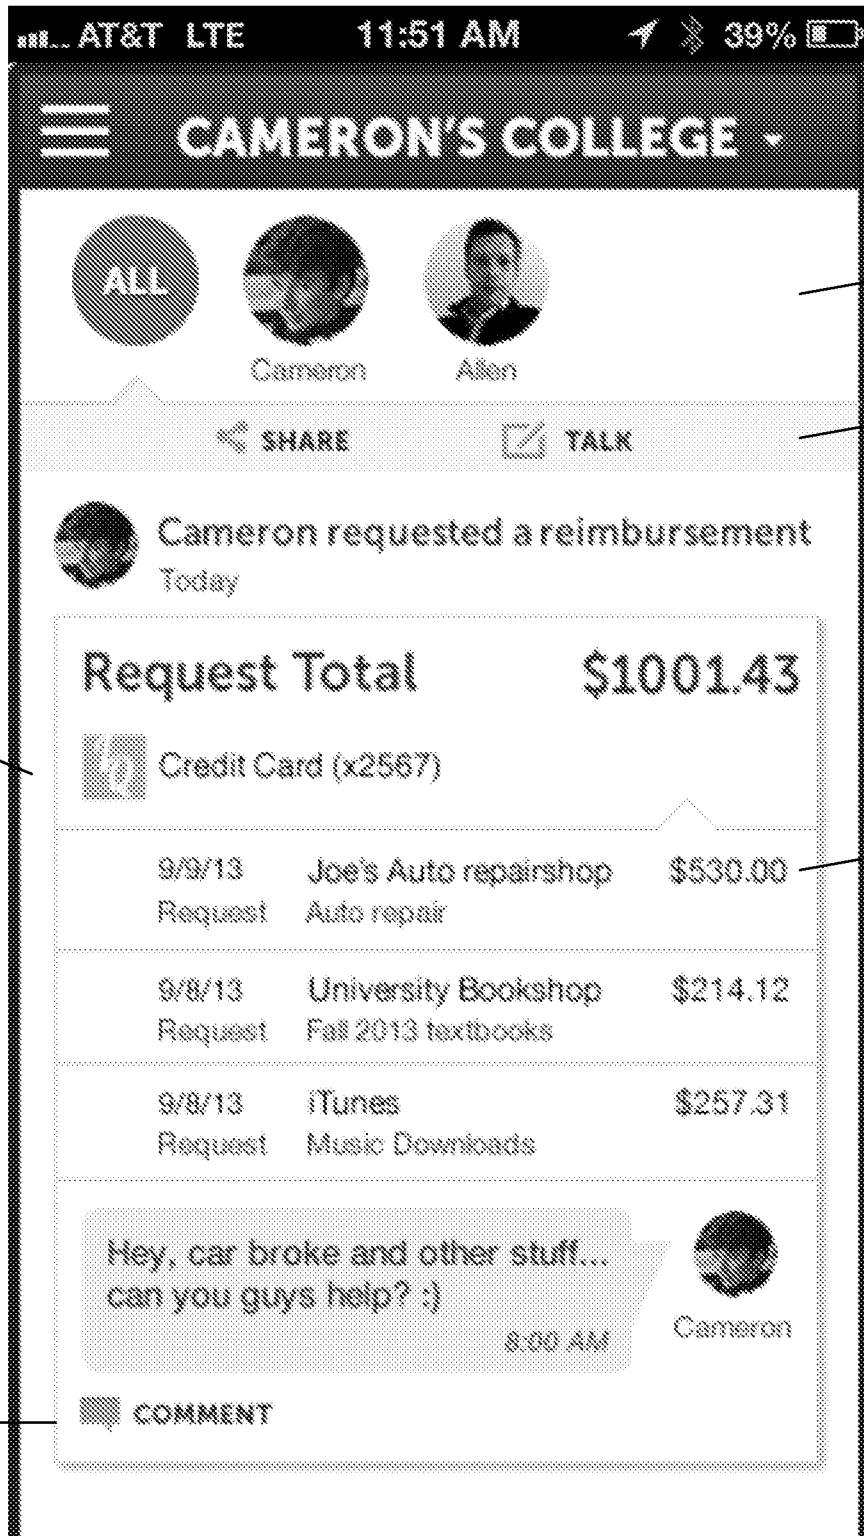 AT&T LTE 11:51 AM 39%
CAMERON'S COLLEGE
ALL
Cameron Allen
SHARE TALK
Cameron requested a reimbursement
Today
Request Total $1001.43
Credit Card (x2567)
9/9/13 Joe's Auto repairshop $530.00
Request Auto repair
9/8/13 University Bookshop $214.12
Request Fall 2013 textbooks
9/8/13 iTunes $257.31
Request Music Downloads
Hey, car broke and other stuff...
can you guys help? :)
8:00 AM
Cameron
COMMENT